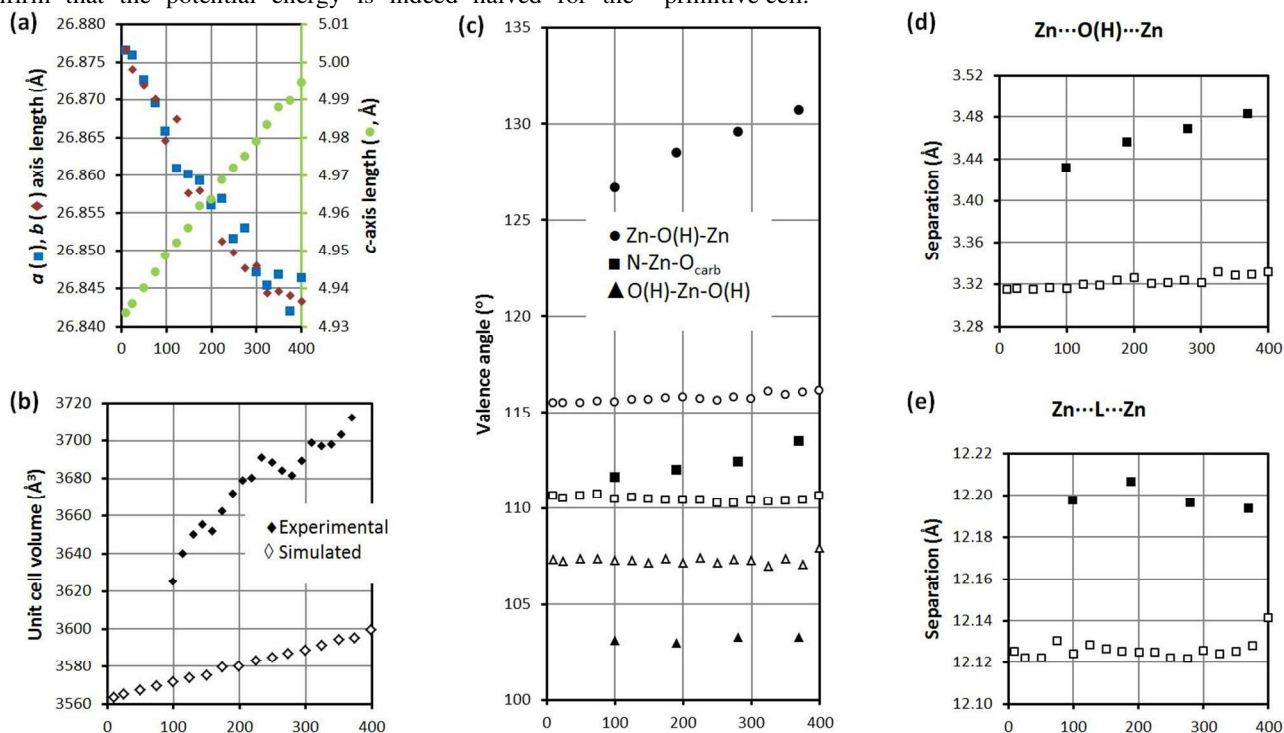 nfirm that the potential energy is indeed halved for the primitive cell.
(a)
26.880
26.875
26.870
26.865
26.860
26.855
26.850
26.845
26.840
a (■), b (◆) axis length (Å)
5.01
5.00
4.99
4.98
4.97
4.96
4.95
4.94
4.93
c-axis length (●, Å)
0 100 200 300 400
(b)
3720
3700
3680
3660
3640
3620
3600
3580
3560
Unit cell volume (Å³)
◆Experimental
◇Simulated
0 100 200 300 400
(c)
135
130
125
120
115
110
105
100
Valence angle (°)
● Zn-O(H)-Zn
■ N-Zn-Ocarb
▲ O(H)-Zn-O(H)
0 100 200 300 400
(d)
Zn···O(H)···Zn
3.52
3.48
3.44
3.40
3.36
3.32
3.28
Separation (Å)
0 100 200 300 400
(e)
Zn···L···Zn
12.22
12.20
12.18
12.16
12.14
12.12
12.10
Separation (Å)
0 100 200 300 400